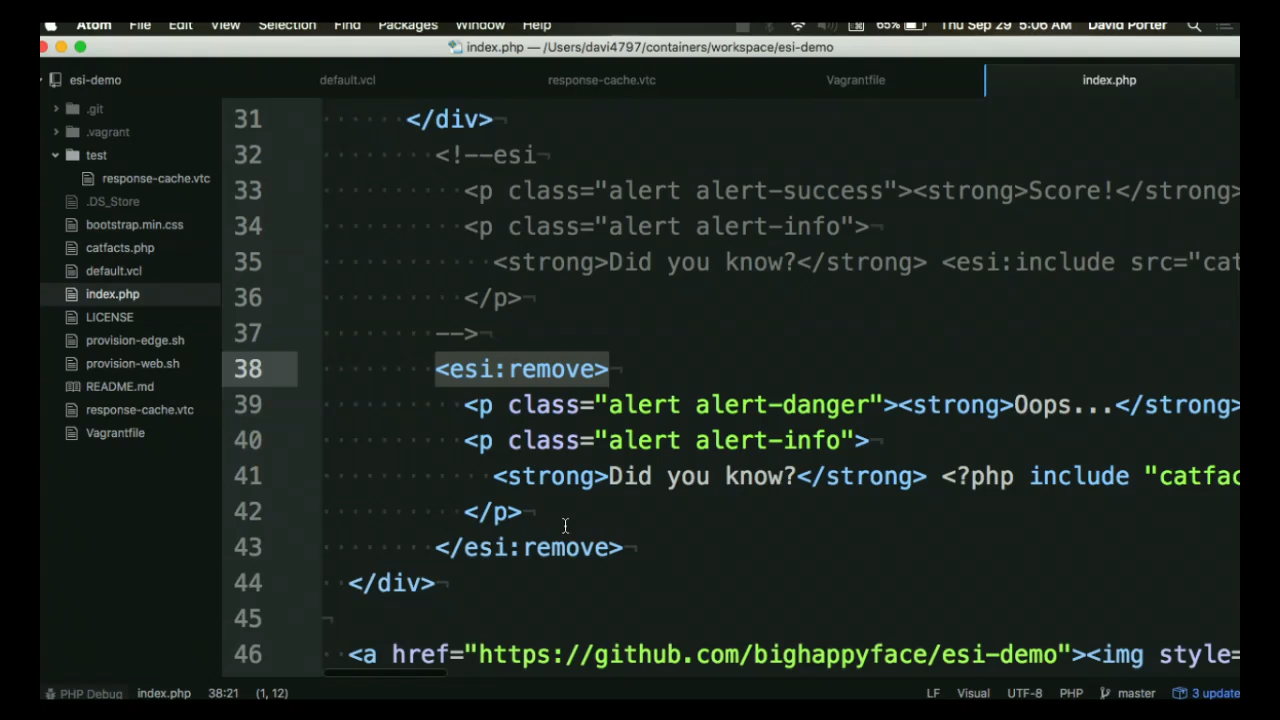 Atom File Edit View Selection Find Packages Window Help 65% Thu Sep 29 5:06 AM David Porter
index.php — /Users/davi4797/containers/workspace/esi-demo
esi-demo default.vcl response-cache.vtc Vagrantfile index.php
.git
.vagrant
test
response-cache.vtc
.DS_Store
bootstrap.min.css
catfacts.php
default.vcl
index.php
LICENSE
provision-edge.sh
provision-web.sh
README.md
response-cache.vtc
Vagrantfile
31 </div>
32 <!--esi
33 <p class="alert alert-success"><strong>Score!</strong>
34 <p class="alert alert-info">
35 <strong>Did you know?</strong> <esi:include src="cat
36 </p>
37 -->
38 <esi:remove>
39 <p class="alert alert-danger"><strong>Oops...</strong>
40 <p class="alert alert-info">
41 <strong>Did you know?</strong> <?php include "catfac
42 </p>
43 </esi:remove>
44 </div>
45
46 <a href="https://github.com/bighappyface/esi-demo"><img style=
PHP Debug index.php 38:21 (1, 12) LF Visual UTF-8 PHP master 3 update